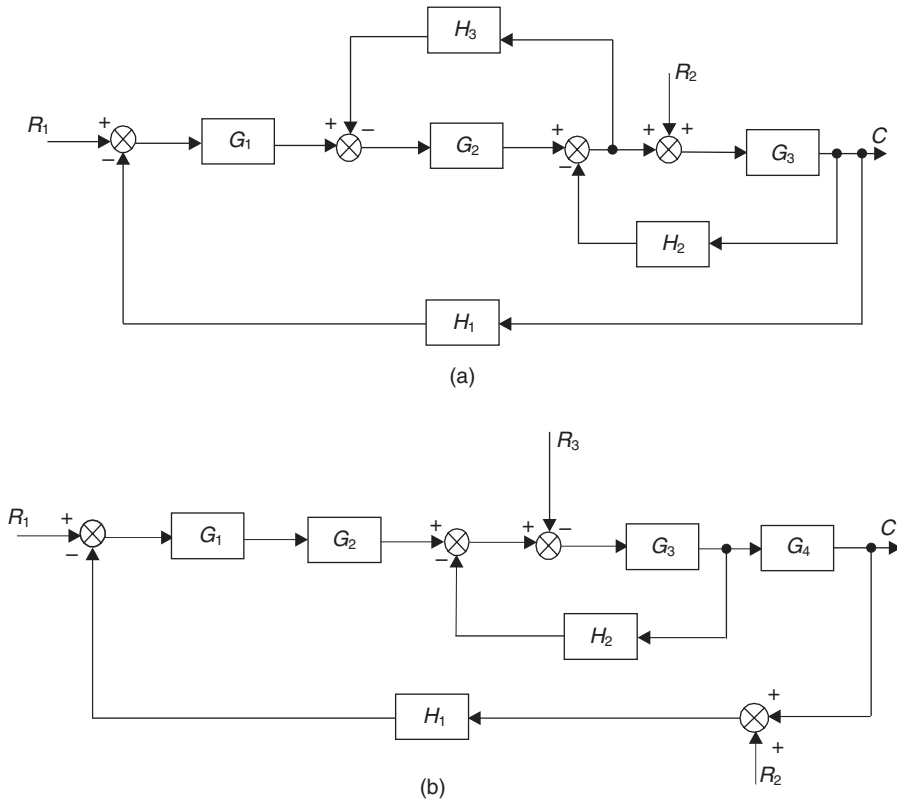 H3
R2
R1 + − G1 + − G2 + − + + G3 C
H2
H1
(a)
R3
R1 + − G1 G2 + − + − G3 G4 C
H2
H1 + +
R2
(b)